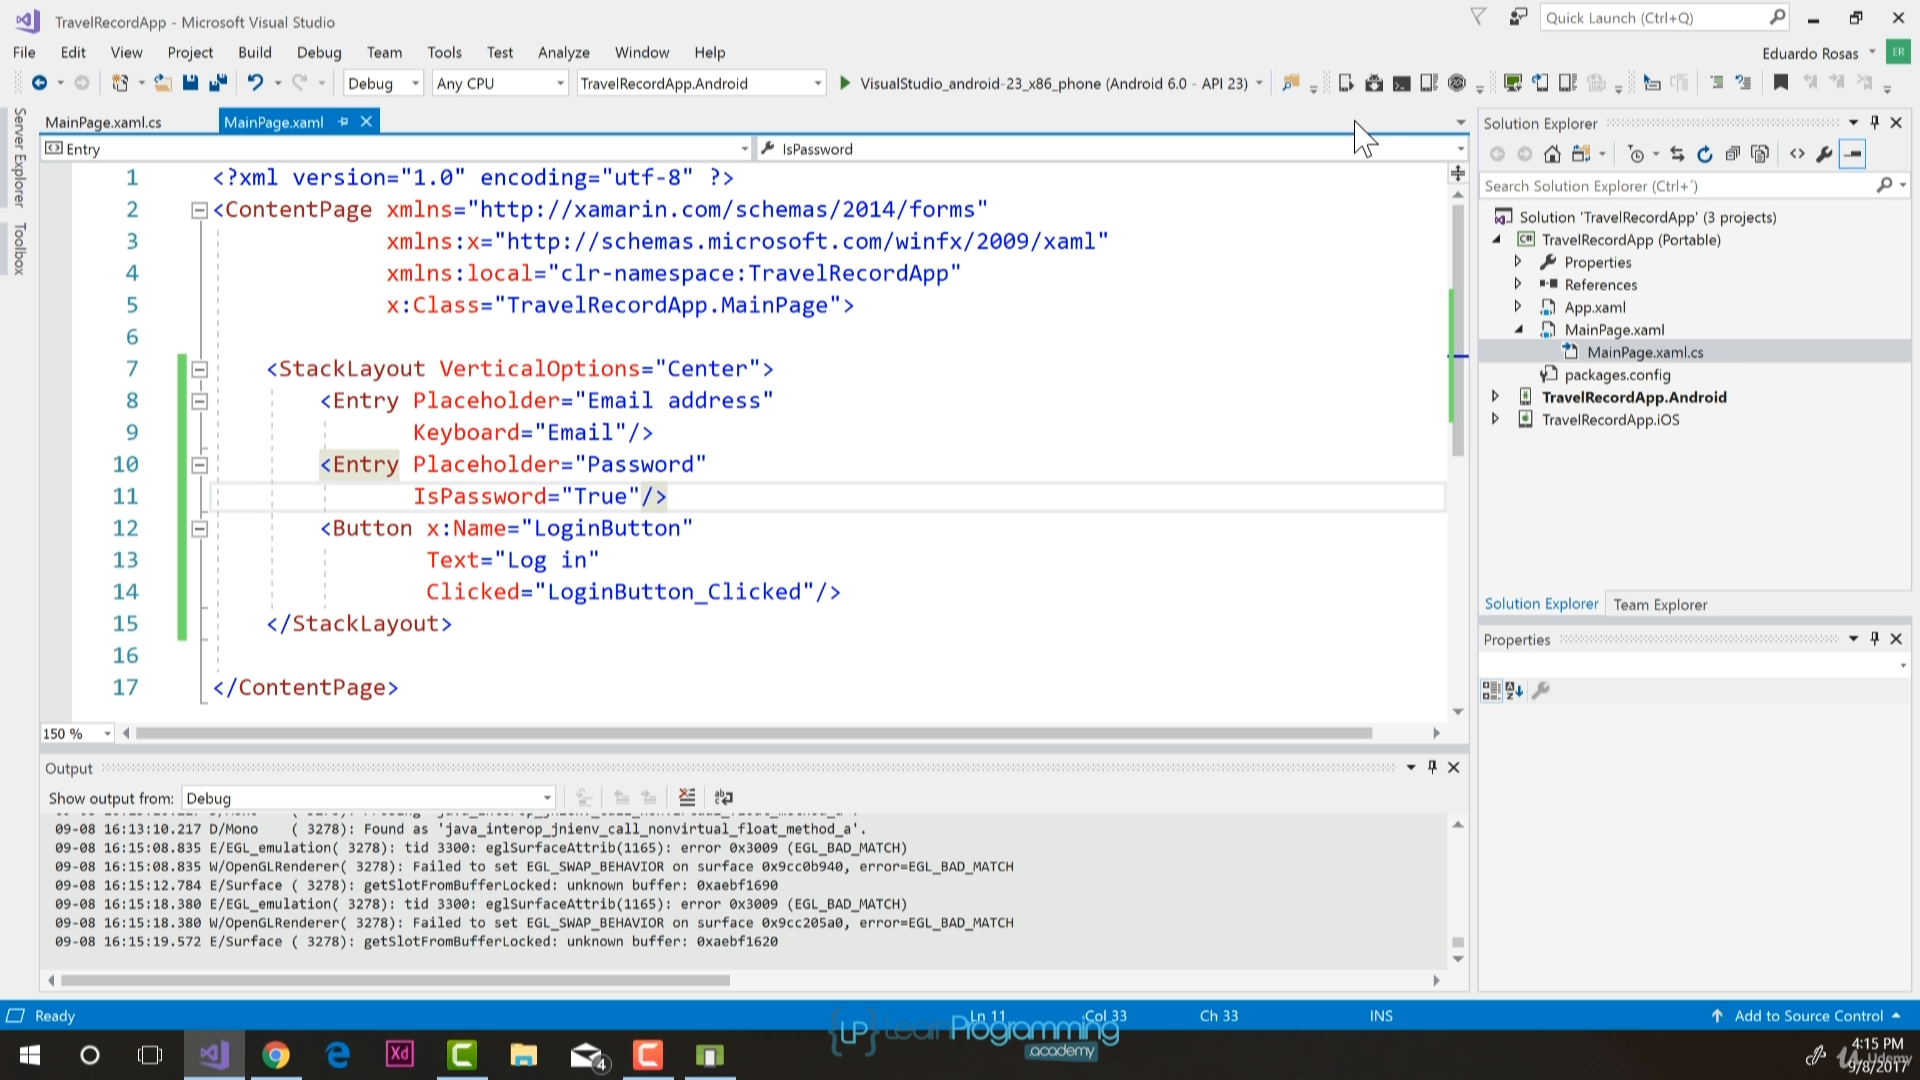 TravelRecordApp - Microsoft Visual Studio
Quick Launch (Ctrl+Q)
File Edit View Project Build Debug Team Tools Test Analyze Window Help
Eduardo Rosas ER
Debug Any CPU TravelRecordApp.Android VisualStudio_android-23_x86_phone (Android 6.0 - API 23)
Server Explorer
Toolbox
MainPage.xaml.cs MainPage.xaml
Entry IsPassword
1 <?xml version="1.0" encoding="utf-8" ?>
2 <ContentPage xmlns="http://xamarin.com/schemas/2014/forms"
3 xmlns:x="http://schemas.microsoft.com/winfx/2009/xaml"
4 xmlns:local="clr-namespace:TravelRecordApp"
5 x:Class="TravelRecordApp.MainPage">
6
7 <StackLayout VerticalOptions="Center">
8 <Entry Placeholder="Email address"
9 Keyboard="Email"/>
10 <Entry Placeholder="Password"
11 IsPassword="True"/>
12 <Button x:Name="LoginButton"
13 Text="Log in"
14 Clicked="LoginButton_Clicked"/>
15 </StackLayout>
16
17 </ContentPage>
150 %
Output
Show output from: Debug
09-08 16:13:10.217 D/Mono ( 3278): Found as 'java_interop_jnienv_call_nonvirtual_float_method_a'.
09-08 16:15:08.835 E/EGL_emulation( 3278): tid 3300: eglSurfaceAttrib(1165): error 0x3009 (EGL_BAD_MATCH)
09-08 16:15:08.835 W/OpenGLRenderer( 3278): Failed to set EGL_SWAP_BEHAVIOR on surface 0x9cc0b940, error=EGL_BAD_MATCH
09-08 16:15:12.784 E/Surface ( 3278): getSlotFromBufferLocked: unknown buffer: 0xaebf1690
09-08 16:15:18.380 E/EGL_emulation( 3278): tid 3300: eglSurfaceAttrib(1165): error 0x3009 (EGL_BAD_MATCH)
09-08 16:15:18.380 W/OpenGLRenderer( 3278): Failed to set EGL_SWAP_BEHAVIOR on surface 0x9cc205a0, error=EGL_BAD_MATCH
09-08 16:15:19.572 E/Surface ( 3278): getSlotFromBufferLocked: unknown buffer: 0xaebf1620
Solution Explorer
Search Solution Explorer (Ctrl+´)
Solution 'TravelRecordApp' (3 projects)
TravelRecordApp (Portable)
Properties
References
App.xaml
MainPage.xaml
MainPage.xaml.cs
packages.config
TravelRecordApp.Android
TravelRecordApp.iOS
Solution Explorer Team Explorer
Properties
Ready Ln 11 Col 33 Ch 33 INS Add to Source Control
LP Learn Programming
.academy
Xd
4
4:15 PM
9/8/2017
Udemy